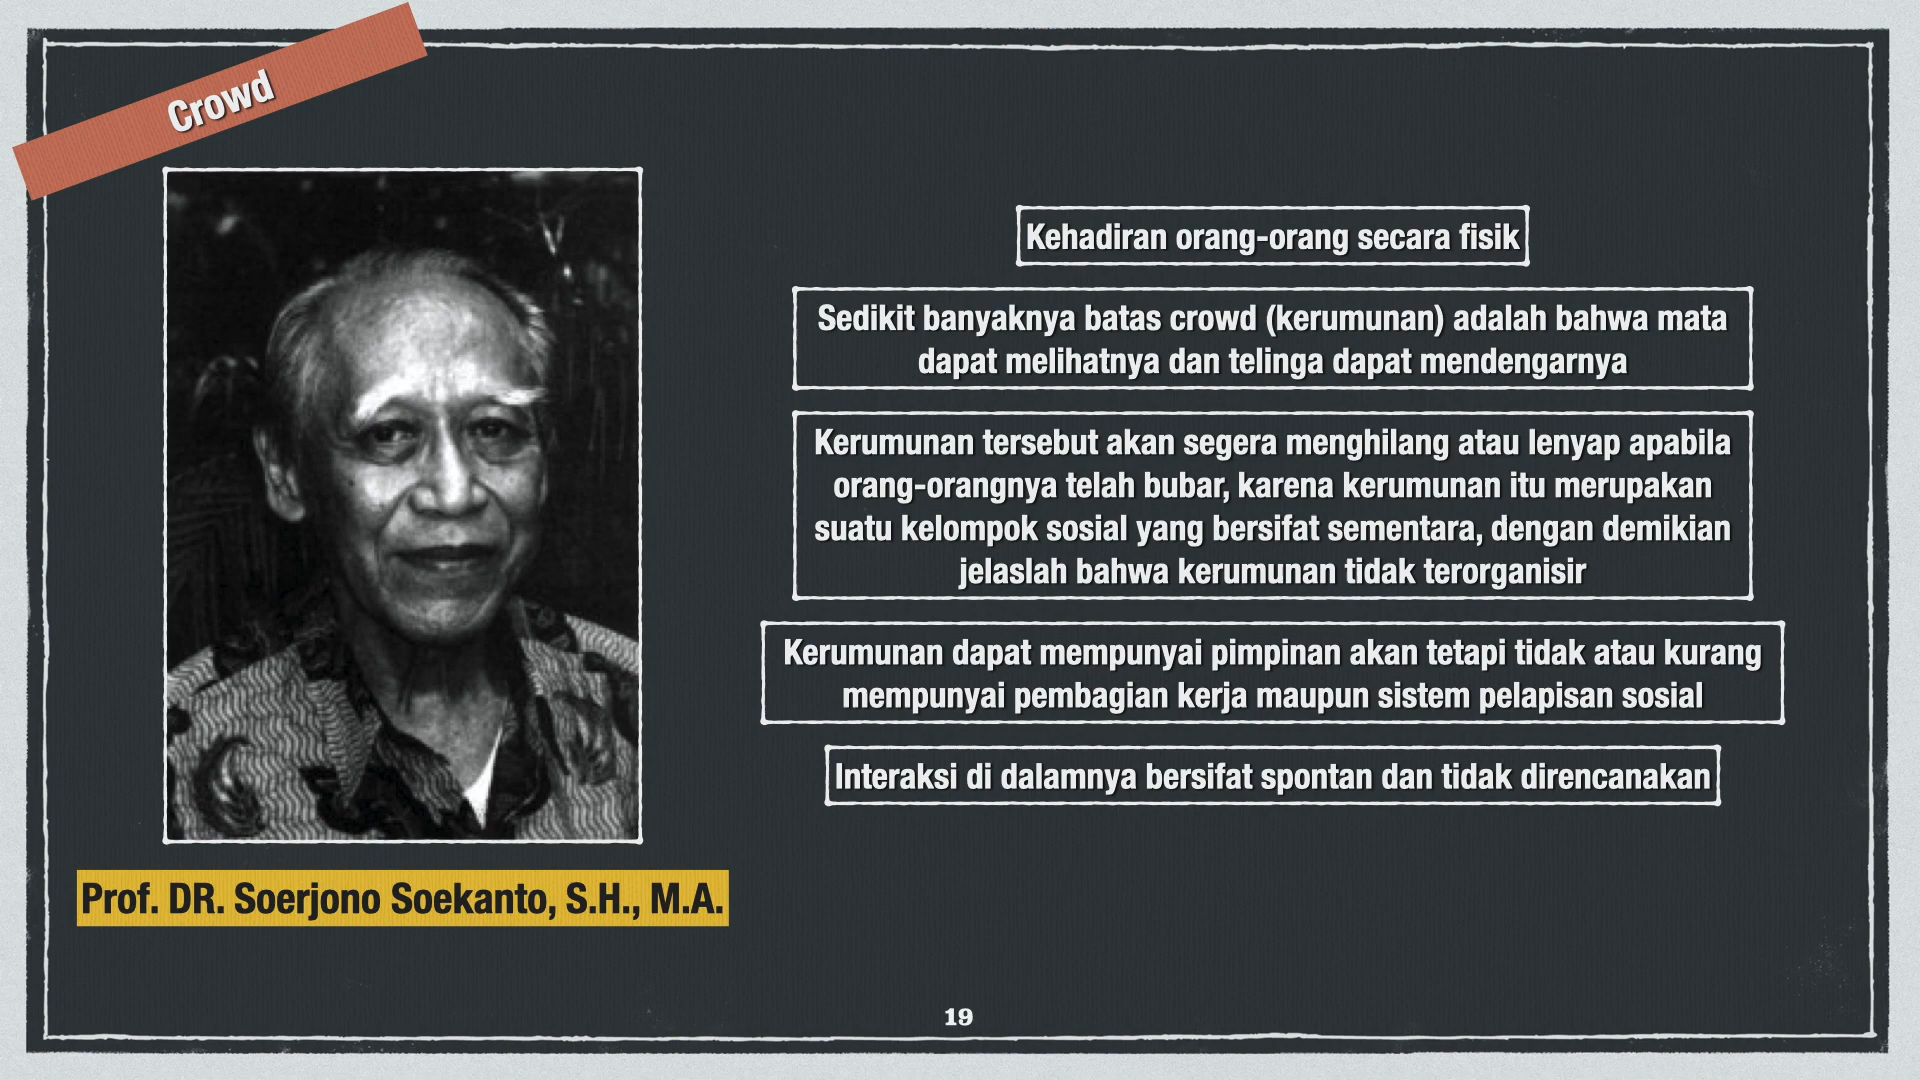 Crowd
Kehadiran orang-orang secara fisik
Sedikit banyaknya batas crowd (kerumunan) adalah bahwa mata
dapat melihatnya dan telinga dapat mendengarnya
Kerumunan tersebut akan segera menghilang atau lenyap apabila
orang-orangnya telah bubar, karena kerumunan itu merupakan
suatu kelompok sosial yang bersifat sementara, dengan demikian
jelaslah bahwa kerumunan tidak terorganisir
Kerumunan dapat mempunyai pimpinan akan tetapi tidak atau kurang
mempunyai pembagian kerja maupun sistem pelapisan sosial
Interaksi di dalamnya bersifat spontan dan tidak direncanakan
Prof. DR. Soerjono Soekanto, S.H., M.A.
19